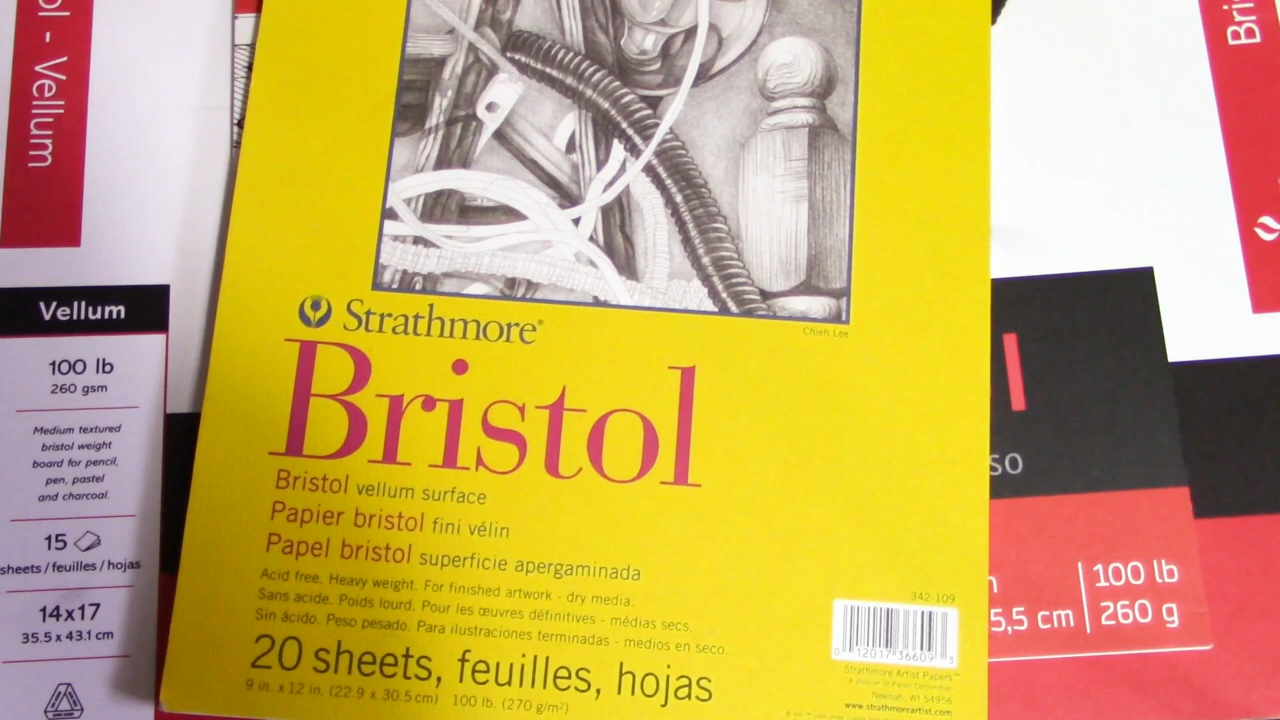 ol - Vellum
Vellum
100 lb
260 gsm
Medium textured
bristol weight
board for pencil,
pen, pastel
and charcoal.
15
sheets / feuilles / hojas
14x17
35.5 x 43.1 cm
Chieh Lee
Strathmore®
Bristol
Bristol vellum surface
Papier bristol fini vélin
Papel bristol superficie apergaminada
Acid free. Heavy weight. For finished artwork - dry media.
Sans acide. Poids lourd. Pour les œuvres définitives - médias secs.
Sin ácido. Peso pesado. Para ilustraciones terminadas - medios en seco.
20 sheets, feuilles, hojas
9 in. x 12 in. (22.9 x 30.5 cm) 100 lb. (270 g/m²)
342-109
0 12017 36609 3
Strathmore Artist Papers™
Neenah, WI 54956
www.strathmoreartist.com
Bri
l
so
5,5 cm
100 lb
260 g